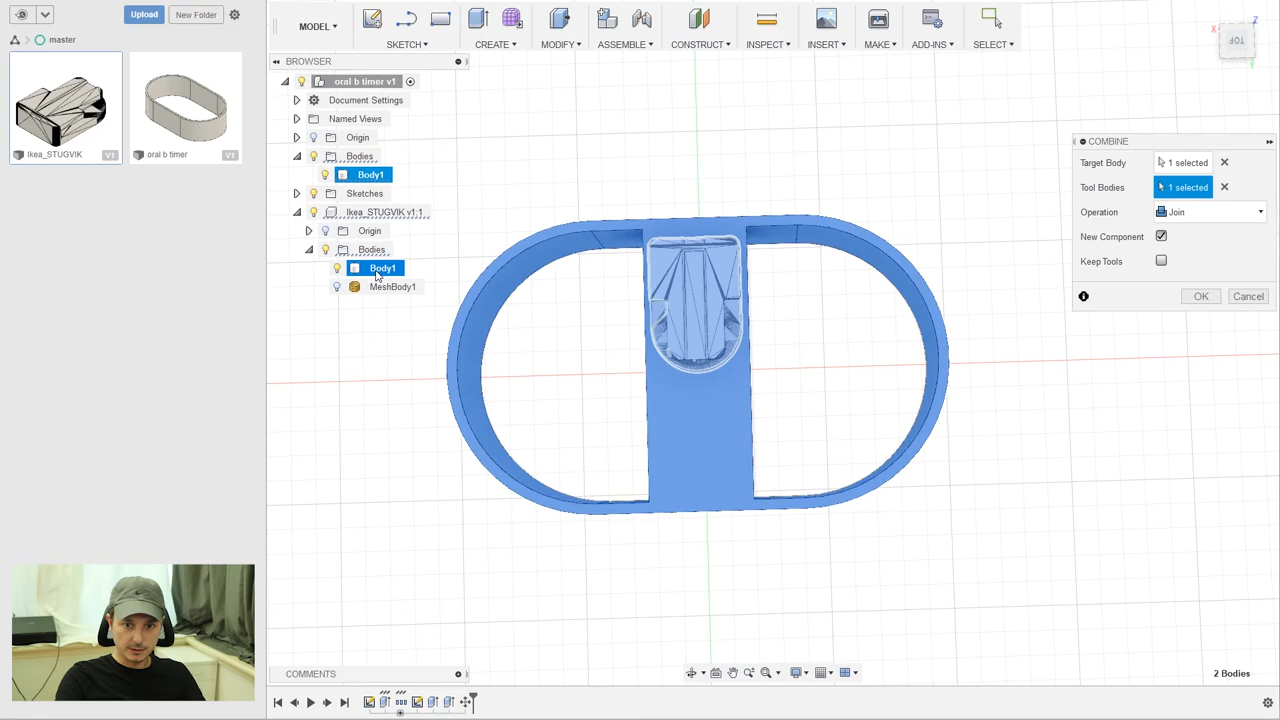 Upload
New Folder
master
Ikea_STUGVIK
V1
oral b timer
V1
MODEL
SKETCH
CREATE
MODIFY
ASSEMBLE
CONSTRUCT
INSPECT
INSERT
MAKE
ADD-INS
SELECT
BROWSER
oral b timer v1
Document Settings
Named Views
Origin
Bodies
Body1
Sketches
Ikea_STUGVIK v1:1
Origin
Bodies
Body1
MeshBody1
X
Z
Y
TOP
COMBINE
Target Body
1 selected
Tool Bodies
1 selected
Operation
Join
New Component
Keep Tools
OK
Cancel
COMMENTS
2 Bodies